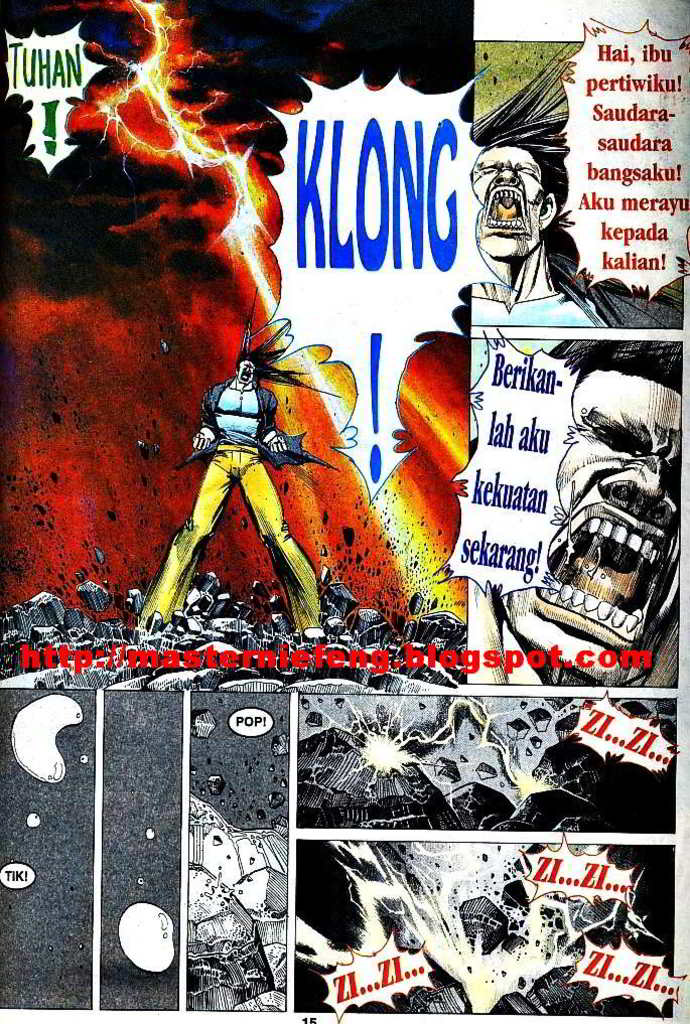 TUHAN
!
KLONG
!
Hai, ibu
pertiwiku!
Saudara-
saudara
bangsaku!
Aku merayu
kepada
kalian!
Berikan-
lah aku
kekuatan
sekarang!
http://masterniefeng.blogspot.com
TIK!
POP!
ZI...ZI...
ZI...ZI...
ZI...ZI...
ZI...ZI...
15